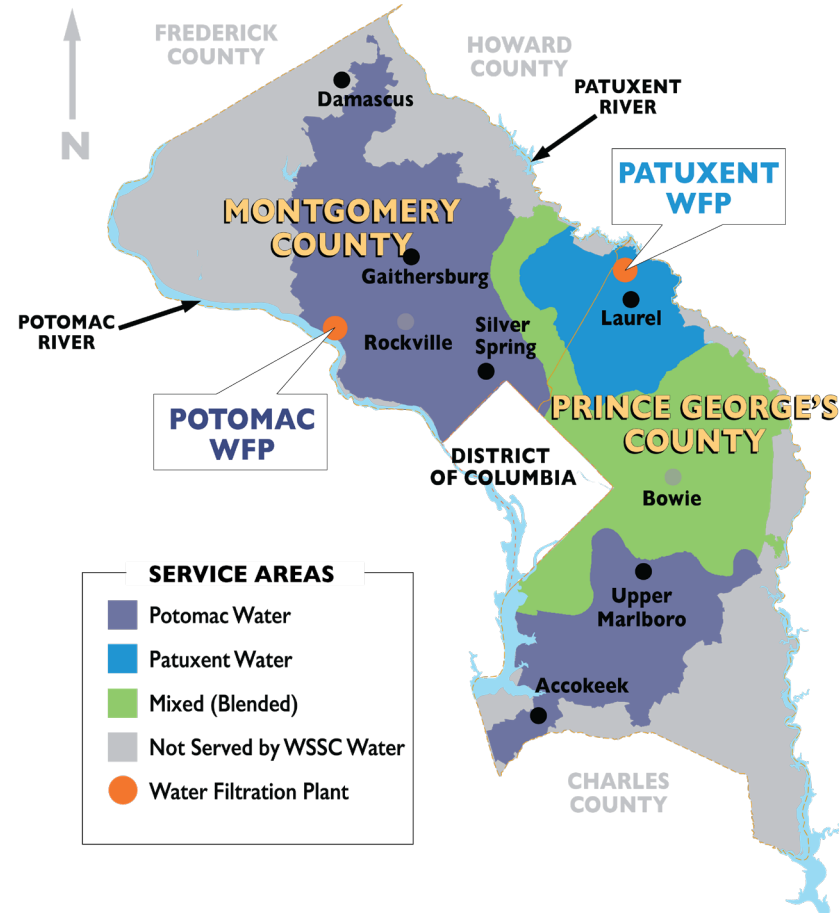 FREDERICK
COUNTY
HOWARD
COUNTY
PATUXENT
RIVER
Damascus
N
PATUXENT
WFP
MONTGOMERY
COUNTY
Gaithersburg
Laurel
POTOMAC
RIVER
Rockville
Silver
Spring
POTOMAC
WFP
PRINCE GEORGE'S
COUNTY
DISTRICT
OF COLUMBIA
Bowie
SERVICE AREAS
Potomac Water
Patuxent Water
Mixed (Blended)
Not Served by WSSC Water
Water Filtration Plant
Upper
Marlboro
Accokeek
CHARLES
COUNTY